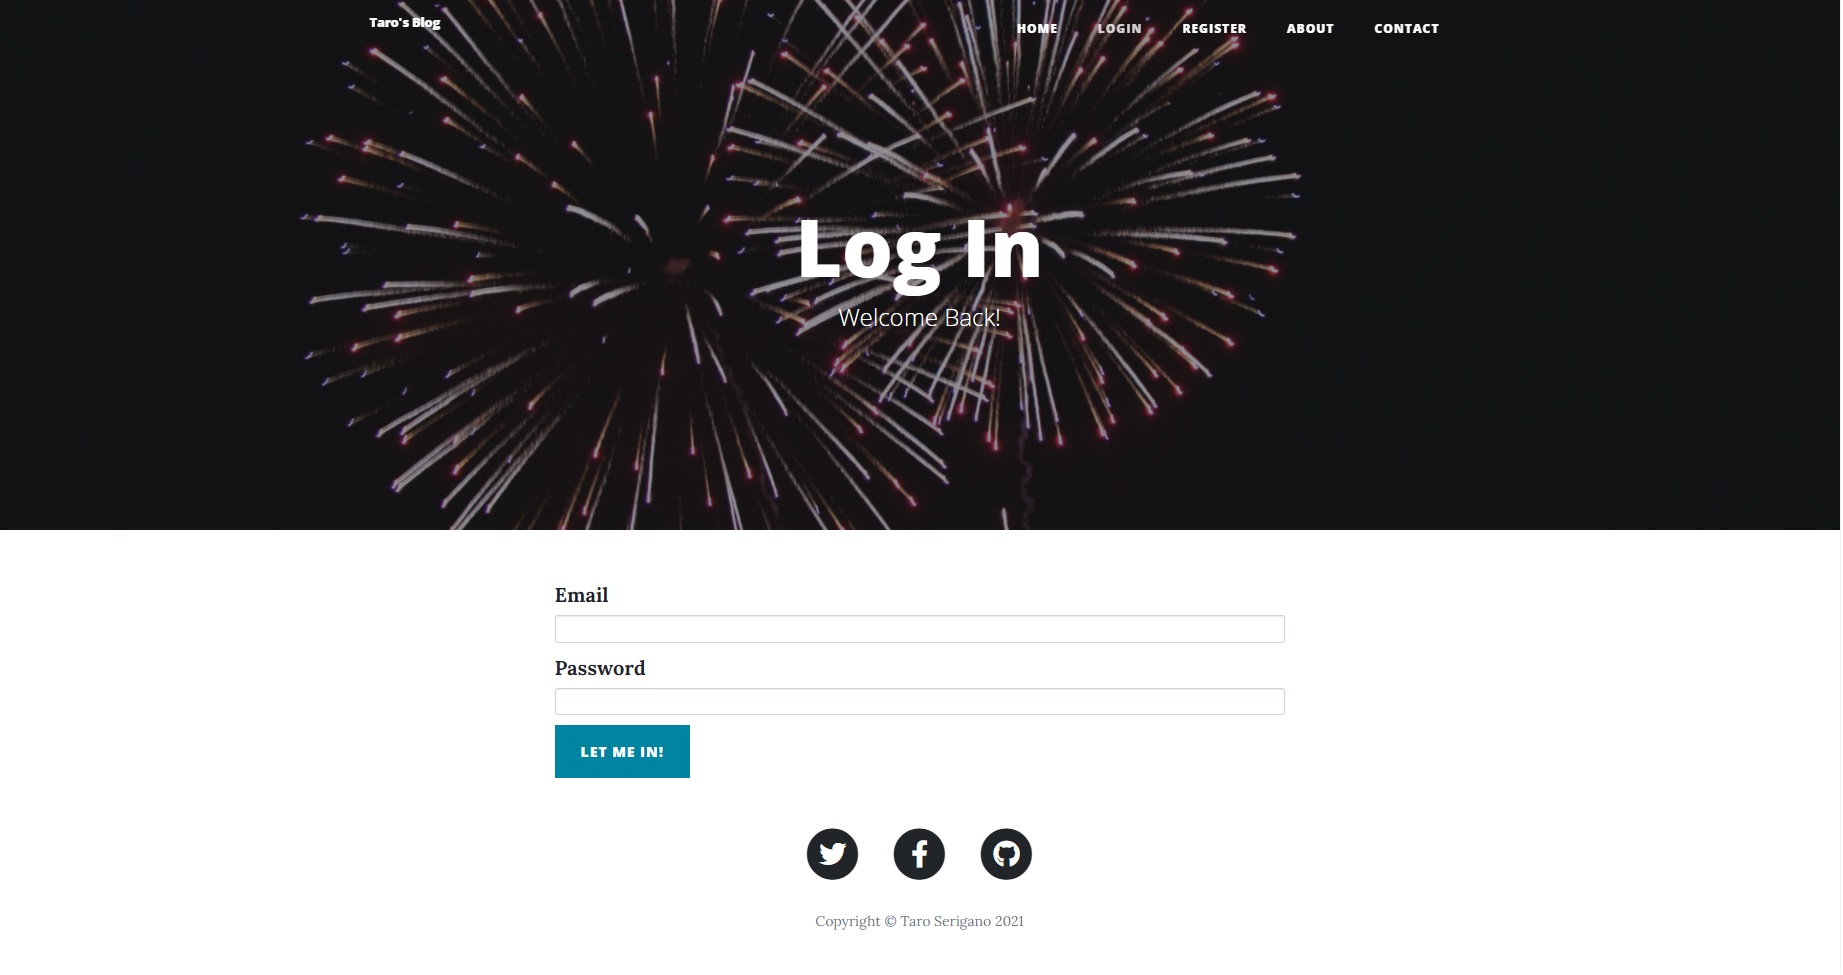 Taro's Blog
HOME LOGIN REGISTER ABOUT CONTACT
Log In
Welcome Back!
Email
Password
LET ME IN!
Copyright © Taro Serigano 2021